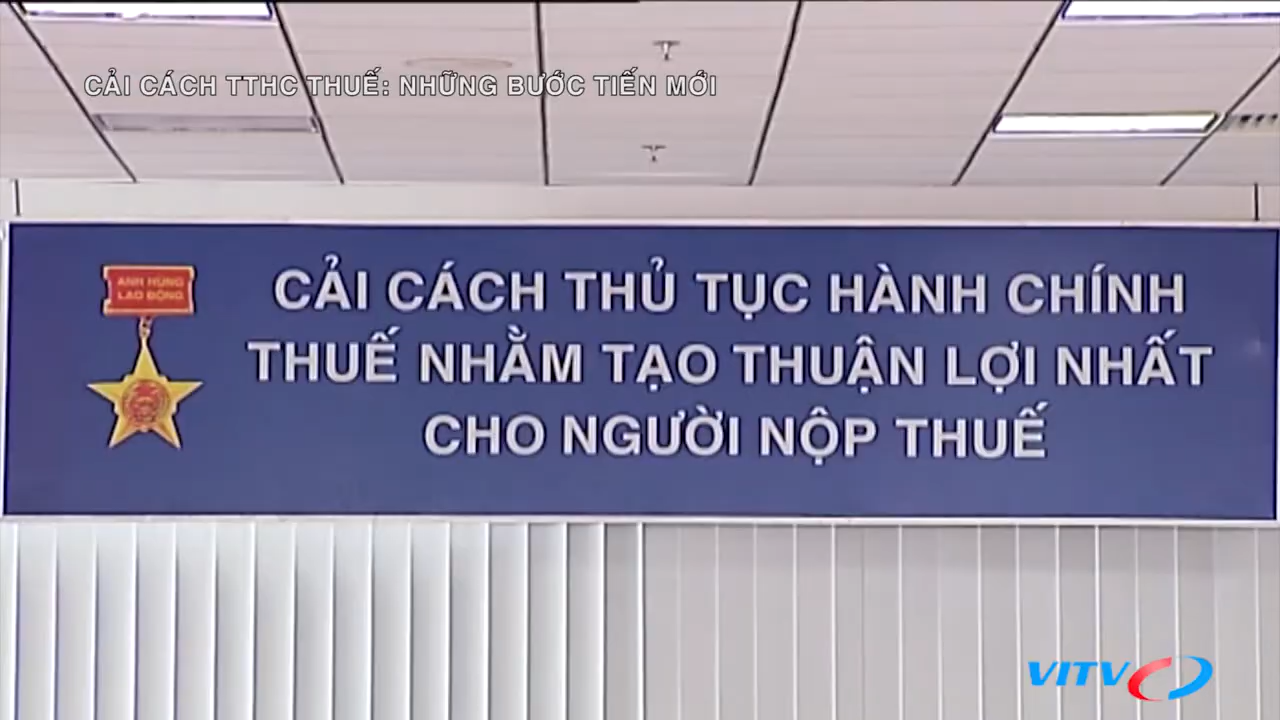 CẢI CÁCH TTHC THUẾ: NHỮNG BƯỚC TIẾN MỚI
ANH HÙNG
LAO ĐỘNG
CẢI CÁCH THỦ TỤC HÀNH CHÍNH
THUẾ NHẰM TẠO THUẬN LỢI NHẤT
CHO NGƯỜI NỘP THUẾ
VITV